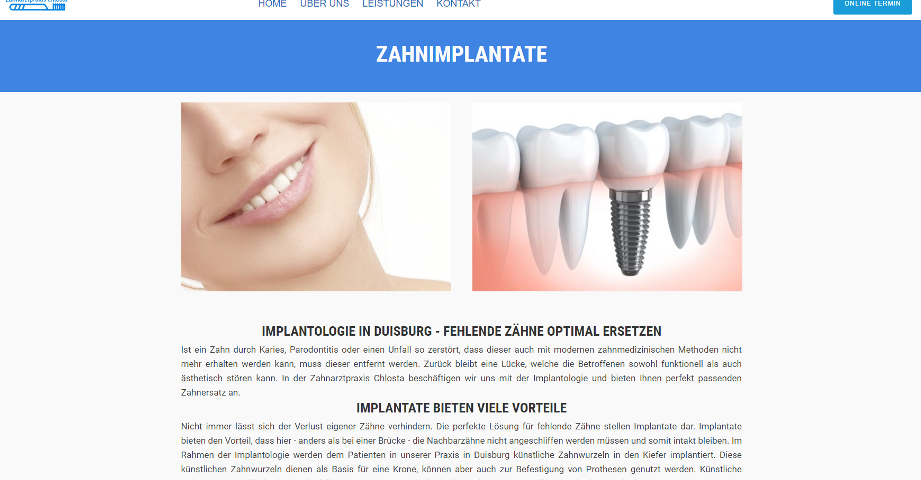 Zahnarztpraxis Chlosta
HOME ÜBER UNS LEISTUNGEN KONTAKT
ONLINE TERMIN
ZAHNIMPLANTATE
IMPLANTOLOGIE IN DUISBURG - FEHLENDE ZÄHNE OPTIMAL ERSETZEN
Ist ein Zahn durch Karies, Parodontitis oder einen Unfall so zerstört, dass dieser auch mit modernen zahnmedizinischen Methoden nicht
mehr erhalten werden kann, muss dieser entfernt werden. Zurück bleibt eine Lücke, welche die Betroffenen sowohl funktionell als auch
ästhetisch stören kann. In der Zahnarztpraxis Chlosta beschäftigen wir uns mit der Implantologie und bieten Ihnen perfekt passenden
Zahnersatz an.
IMPLANTATE BIETEN VIELE VORTEILE
Nicht immer lässt sich der Verlust eigener Zähne verhindern. Die perfekte Lösung für fehlende Zähne stellen Implantate dar. Implantate
bieten den Vorteil, dass hier - anders als bei einer Brücke - die Nachbarzähne nicht angeschliffen werden müssen und somit intakt bleiben. Im
Rahmen der Implantologie werden dem Patienten in unserer Praxis in Duisburg künstliche Zahnwurzeln in den Kiefer implantiert. Diese
künstlichen Zahnwurzeln dienen als Basis für eine Krone, können aber auch zur Befestigung von Prothesen genutzt werden. Künstliche